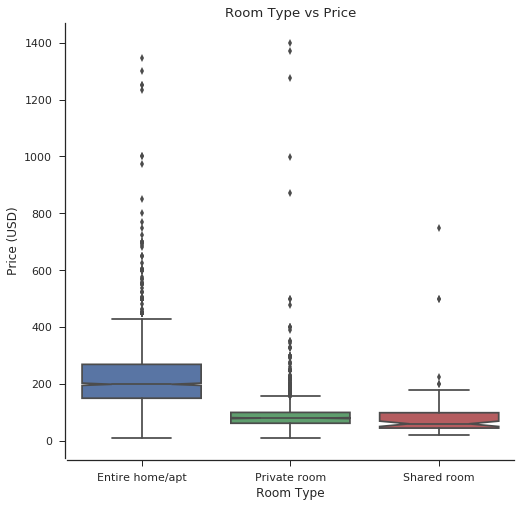 Room Type vs Price
1400
1200
1000
800
600
400
200
0
Price (USD)
Entire home/apt Private room Shared room
Room Type